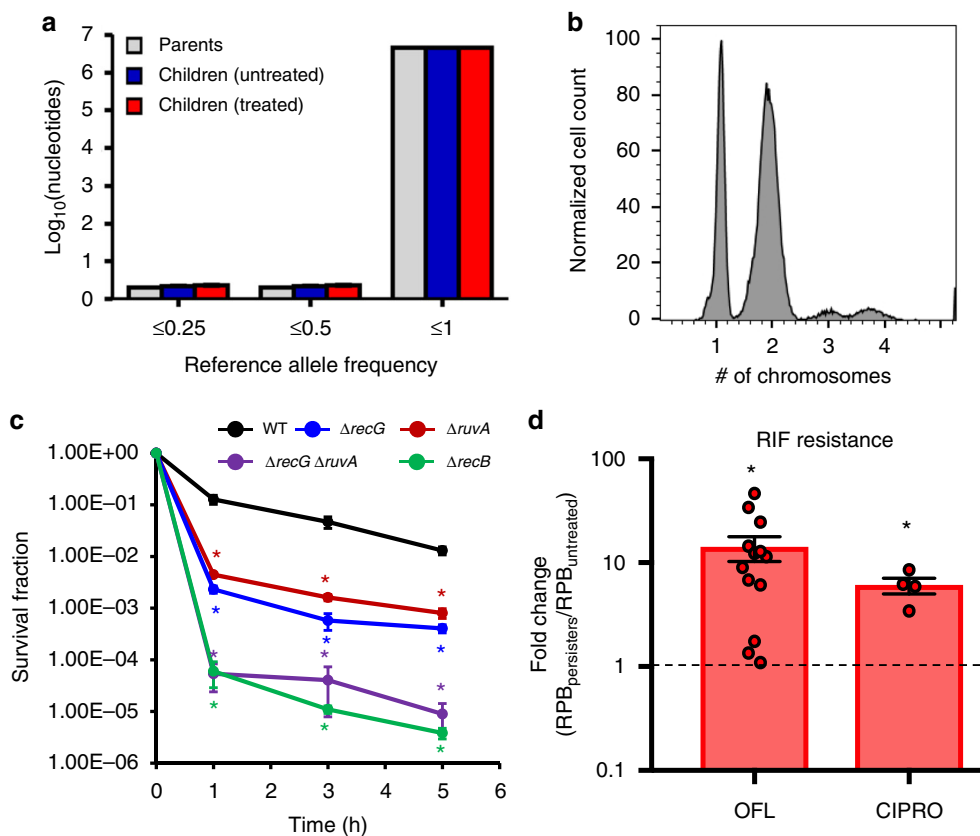 a
7
6
5
4
3
2
1
0
Log10(nucleotides)
Parents
Children (untreated)
Children (treated)
≤0.25 ≤0.5 ≤1
Reference allele frequency
b
100
80
60
40
20
0
Normalized cell count
1 2 3 4
# of chromosomes
c
WT ΔrecG ΔruvA
ΔrecG ΔruvA ΔrecB
1.00E+00
1.00E−01
1.00E−02
1.00E−03
1.00E−04
1.00E−05
1.00E−06
Survival fraction
* * *
* * *
* * *
* * *
0 1 2 3 4 5 6
Time (h)
d
RIF resistance
100
10
1
0.1
Fold change
(RPBpersisters/RPBuntreated)
* *
OFL CIPRO